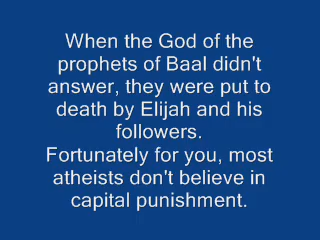 When the God of the
prophets of Baal didn't
answer, they were put to
death by Elijah and his
followers.
Fortunately for you, most
atheists don't believe in
capital punishment.